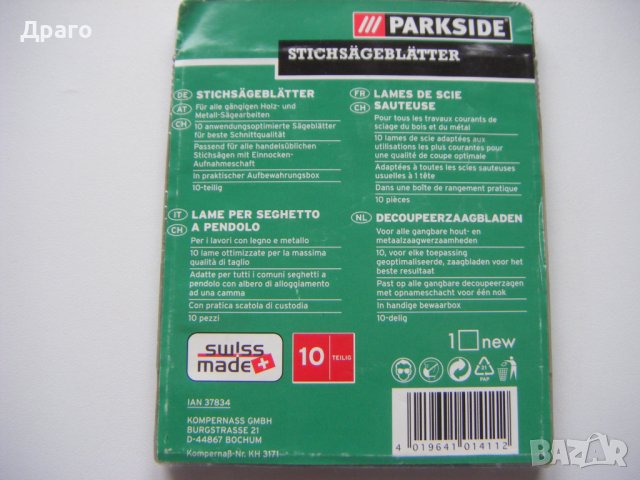 Драго
PARKSIDE®
STICHSÄGEBLÄTTER
DE
AT
CH
STICHSÄGEBLÄTTER
Für alle gängigen Holz- und
Metall-Sägearbeiten
10 anwendungsoptimierte Sägeblätter
für beste Schnittqualität
Passend für alle handelsüblichen
Stichsägen mit Einnocken-
Aufnahmeschaft
In praktischer Aufbewahrungsbox
10-teilig
FR
CH
LAMES DE SCIE
SAUTEUSE
Pour tous les travaux courants de
sciage du bois et du métal
10 lames de scie adaptées aux
utilisations les plus courantes pour
une qualité de coupe optimale
Adaptées à toutes les scies sauteuses
usuelles à 1 tête
Dans une boîte de rangement pratique
10 pièces
IT
CH
LAME PER SEGHETTO
A PENDOLO
Per i lavori con legno e metallo
10 lame ottimizzate per la massima
qualità di taglio
Adatte per tutti i comuni seghetti a
pendolo con albero di alloggiamento
ad una camma
Con pratica scatola di custodia
10 pezzi
NL
DECOUPEERZAAGBLADEN
Voor alle gangbare hout- en
metaalzaagwerzaamheden
10, voor elke toepassing
geoptimaliseerde, zaagbladen voor het
beste resultaat
Past op alle gangbare decoupeerzagen
met opnameschacht voor één nok
In handige bewaarbox
10-delig
swiss
made
10 TEILIG
1 new
21
PAP
IAN 37834
KOMPERNASS GMBH
BURGSTRASSE 21
D-44867 BOCHUM
Kompernaß-Nr. KH 3171
4 019641 014112
BAZAR